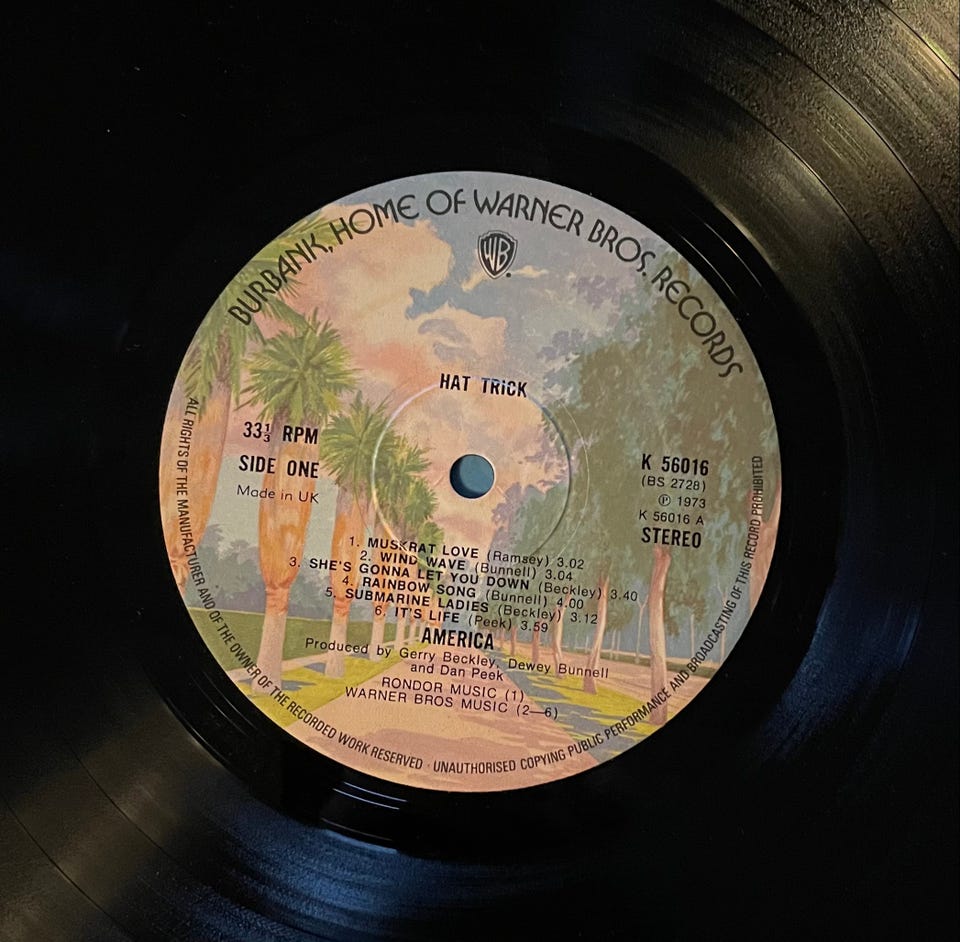 BURBANK, HOME OF WARNER BROS. RECORDS
WB
HAT TRICK
33⅓ RPM
SIDE ONE
Made in UK
K 56016
(BS 2728)
℗ 1973
K 56016 A
STEREO
1. MUSKRAT LOVE (Ramsey) 3.02
2. WIND WAVE (Bunnell) 3.04
3. SHE'S GONNA LET YOU DOWN (Beckley) 3.40
4. RAINBOW SONG (Bunnell) 4.00
5. SUBMARINE LADIES (Beckley) 3.12
6. IT'S LIFE (Peek) 3.59
AMERICA
Produced by Gerry Beckley, Dewey Bunnell
and Dan Peek
RONDOR MUSIC (1)
WARNER BROS MUSIC (2—6)
ALL RIGHTS OF THE MANUFACTURER AND OF THE OWNER OF THE RECORDED WORK RESERVED · UNAUTHORISED COPYING PUBLIC PERFORMANCE AND BROADCASTING OF THIS RECORD PROHIBITED